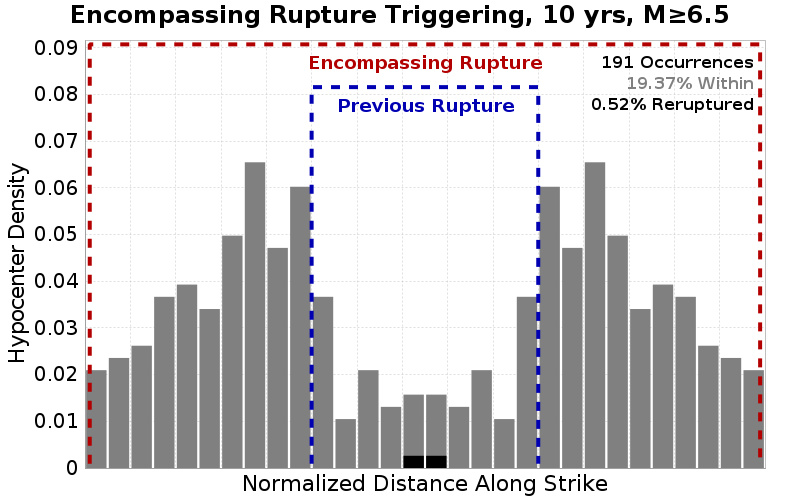 Encompassing Rupture Triggering, 10 yrs, M≥6.5
Encompassing Rupture
Previous Rupture
191 Occurrences
19.37% Within
0.52% Reruptured
Hypocenter Density
0.09
0.08
0.07
0.06
0.05
0.04
0.03
0.02
0.01
0
Normalized Distance Along Strike